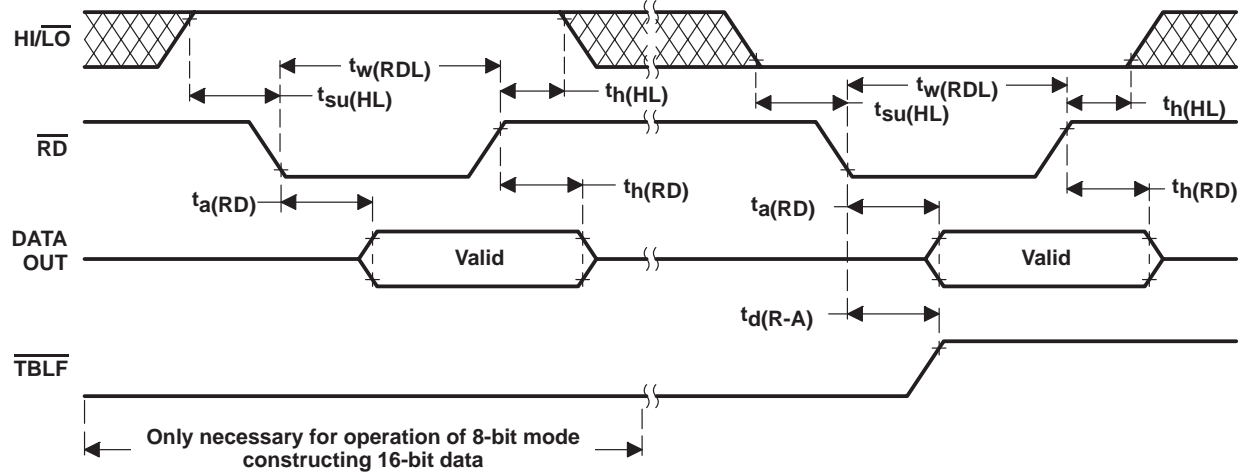 HI/LO
tw(RDL)
tsu(HL)
th(HL)
tw(RDL)
tsu(HL)
th(HL)
RD
ta(RD)
th(RD)
ta(RD)
th(RD)
DATA
OUT
Valid
Valid
td(R-A)
TBLF
Only necessary for operation of 8-bit mode
constructing 16-bit data